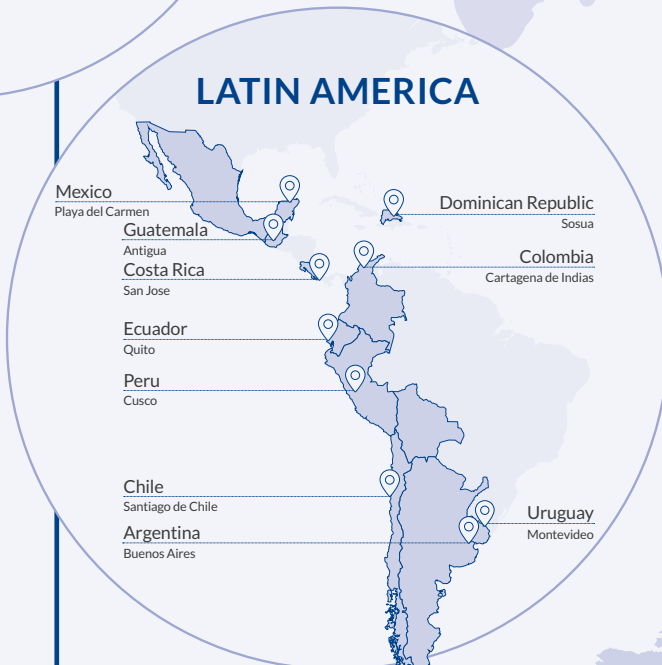 LATIN AMERICA
Mexico
Playa del Carmen
Guatemala
Antigua
Costa Rica
San Jose
Ecuador
Quito
Peru
Cusco
Chile
Santiago de Chile
Argentina
Buenos Aires
Dominican Republic
Sosua
Colombia
Cartagena de Indias
Uruguay
Montevideo